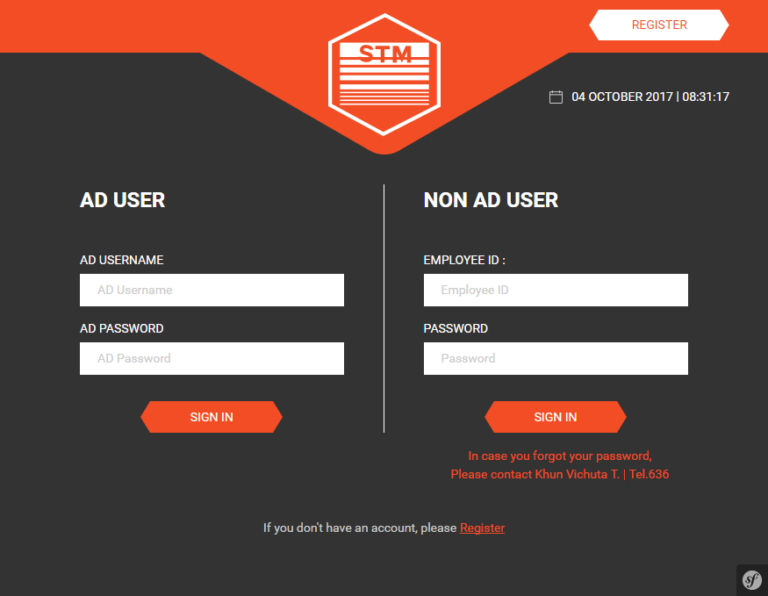 REGISTER
STM
04 OCTOBER 2017 | 08:31:17
AD USER
AD USERNAME
AD Username
AD PASSWORD
AD Password
SIGN IN
NON AD USER
EMPLOYEE ID :
Employee ID
PASSWORD
Password
SIGN IN
In case you forgot your password,
Please contact Khun Vichuta T. | Tel.636
If you don't have an account, please Register
sf